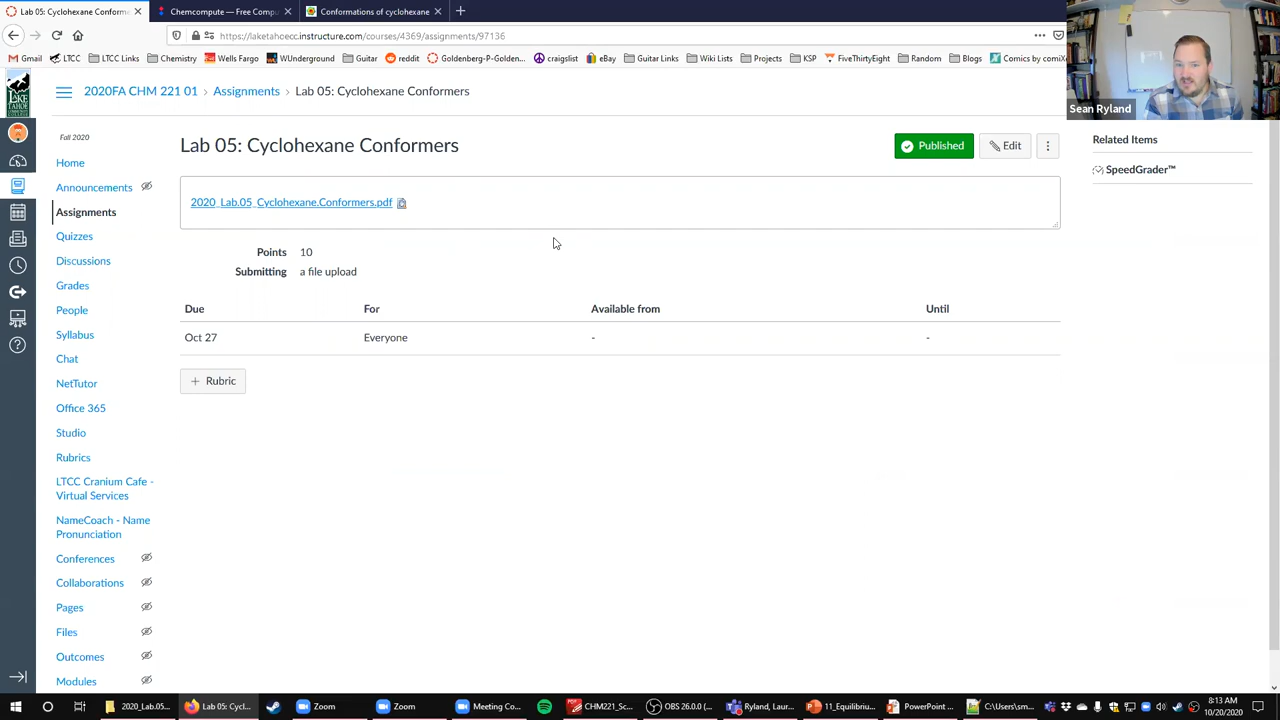 Lab 05: Cyclohexane Conforme
Chemcompute — Free Compu
Conformations of cyclohexane
https://laketahoecc.instructure.com/courses/4369/assignments/97136
Gmail
LTCC
LTCC Links
Chemistry
Wells Fargo
WUnderground
Guitar
reddit
Goldenberg-P-Golden...
craigslist
eBay
Guitar Links
Wiki Lists
Projects
KSP
FiveThirtyEight
Random
Blogs
Comics by comiX
Sean Ryland
2020FA CHM 221 01 › Assignments › Lab 05: Cyclohexane Conformers
Fall 2020
Home
Announcements
Assignments
Quizzes
Discussions
Grades
People
Syllabus
Chat
NetTutor
Office 365
Studio
Rubrics
LTCC Cranium Cafe -
Virtual Services
NameCoach - Name
Pronunciation
Conferences
Collaborations
Pages
Files
Outcomes
Modules
Lab 05: Cyclohexane Conformers
Published
Edit
2020_Lab.05_Cyclohexane.Conformers.pdf
Points 10
Submitting a file upload
Due For Available from Until
Oct 27 Everyone - -
+ Rubric
Related Items
SpeedGrader™
2020_Lab.05...
Lab 05: Cycl...
Zoom
Zoom
Meeting Co...
CHM221_Sc...
OBS 26.0.0 (...
Ryland, Laur...
11_Equilibriu...
PowerPoint ...
C:\Users\sm...
8:13 AM
10/20/2020